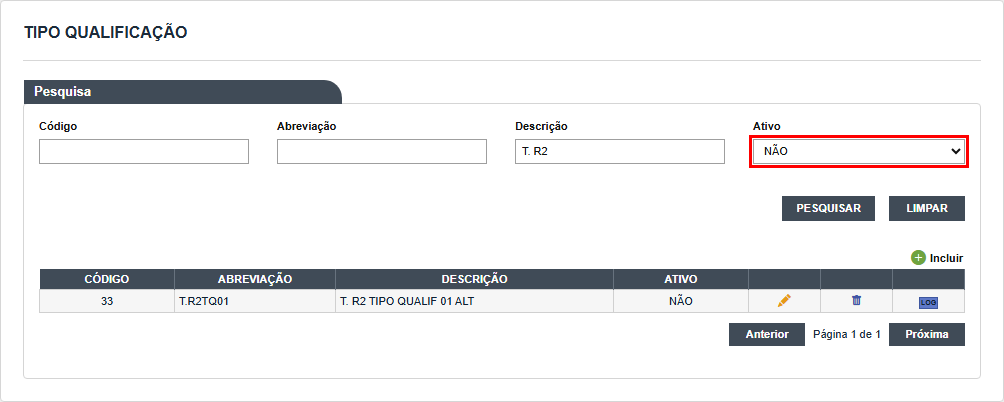 TIPO QUALIFICAÇÃO
Pesquisa
Código Abreviação Descrição Ativo
T. R2 NÃO
PESQUISAR LIMPAR
Incluir
CÓDIGO ABREVIAÇÃO DESCRIÇÃO ATIVO
33 T.R2TQ01 T. R2 TIPO QUALIF 01 ALT NÃO LOG
Anterior Página 1 de 1 Próxima